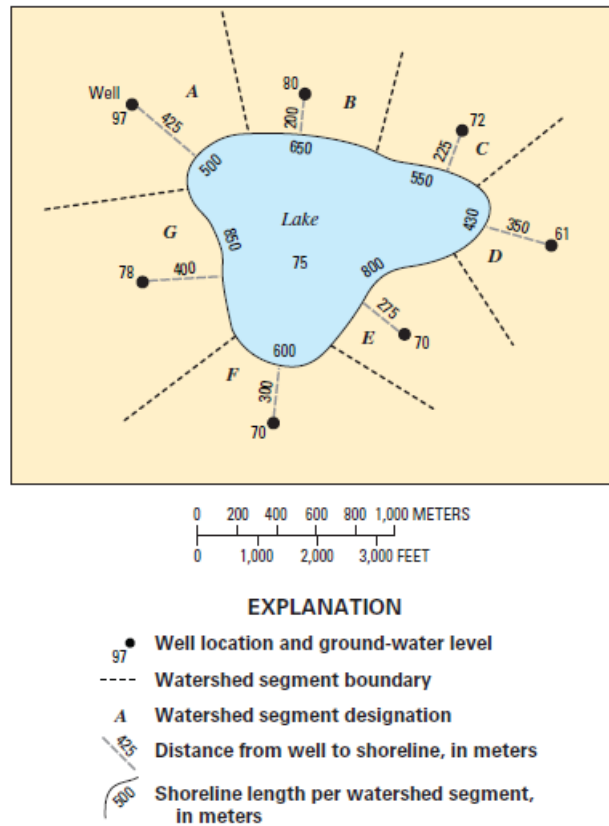 Well
97
425
A
80
200
B
72
225
C
500
650
550
430
350
61
D
G
850
Lake
75
800
78
400
275
E
70
600
F
300
70
0 200 400 600 800 1,000 METERS
0 1,000 2,000 3,000 FEET
EXPLANATION
97 Well location and ground-water level
Watershed segment boundary
A Watershed segment designation
425 Distance from well to shoreline, in meters
500 Shoreline length per watershed segment,
in meters